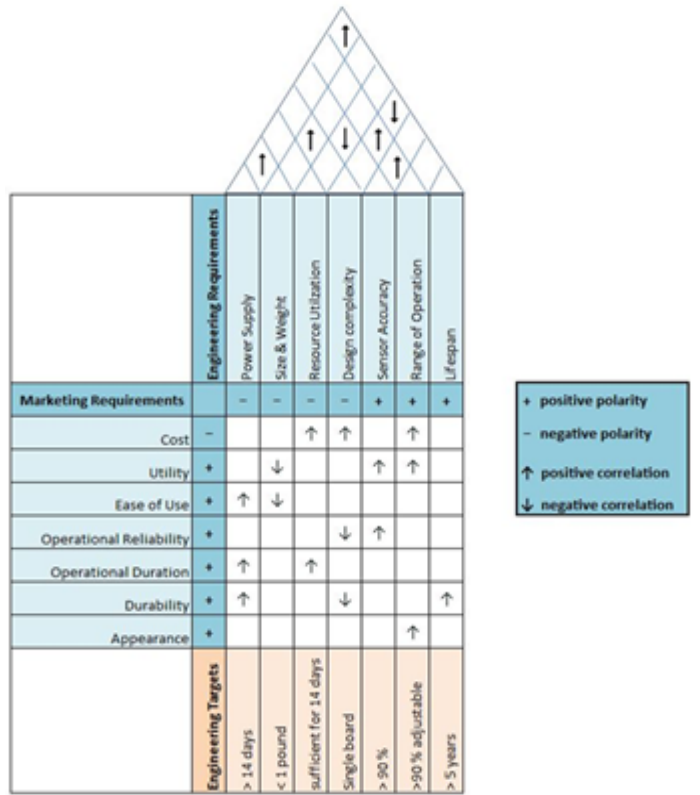 Engineering Requirements
Power Supply
Size & Weight
Resource Utilzation
Design complexity
Sensor Accuracy
Range of Operation
Lifespan
Marketing Requirements − − − − + + +
Cost − ↑ ↑ ↑
Utility + ↓ ↑ ↑
Ease of Use + ↑ ↓
Operational Reliability + ↓ ↑
Operational Duration + ↑ ↑
Durability + ↑ ↓ ↑
Appearance + ↑
Engineering Targets
> 14 days
< 1 pound
sufficient for 14 days
Single board
> 90 %
>90 % adjustable
> 5 years
+ positive polarity
− negative polarity
↑ positive correlation
↓ negative correlation